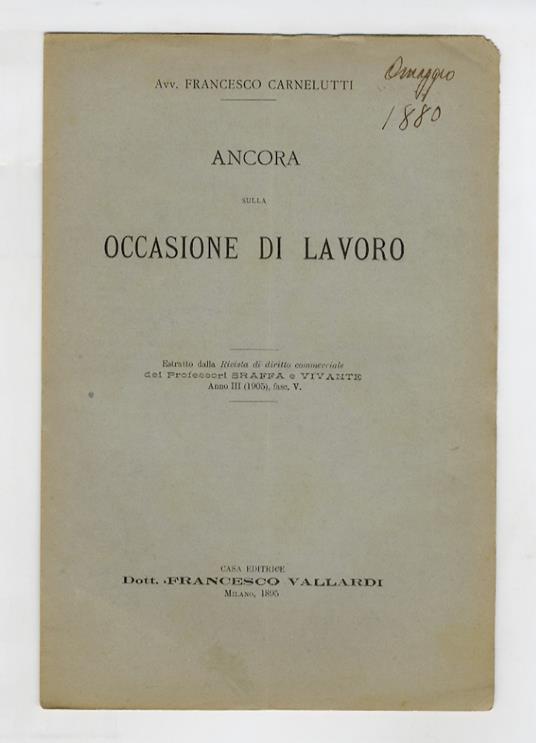 Avv. FRANCESCO CARNELUTTI
Omaggio
1880
ANCORA
SULLA
OCCASIONE DI LAVORO
Estratto dalla Rivista di diritto commerciale
dei Professori SRAFFA e VIVANTE
Anno III (1905), fasc. V.
CASA EDITRICE
Dott. FRANCESCO VALLARDI
MILANO, 1895